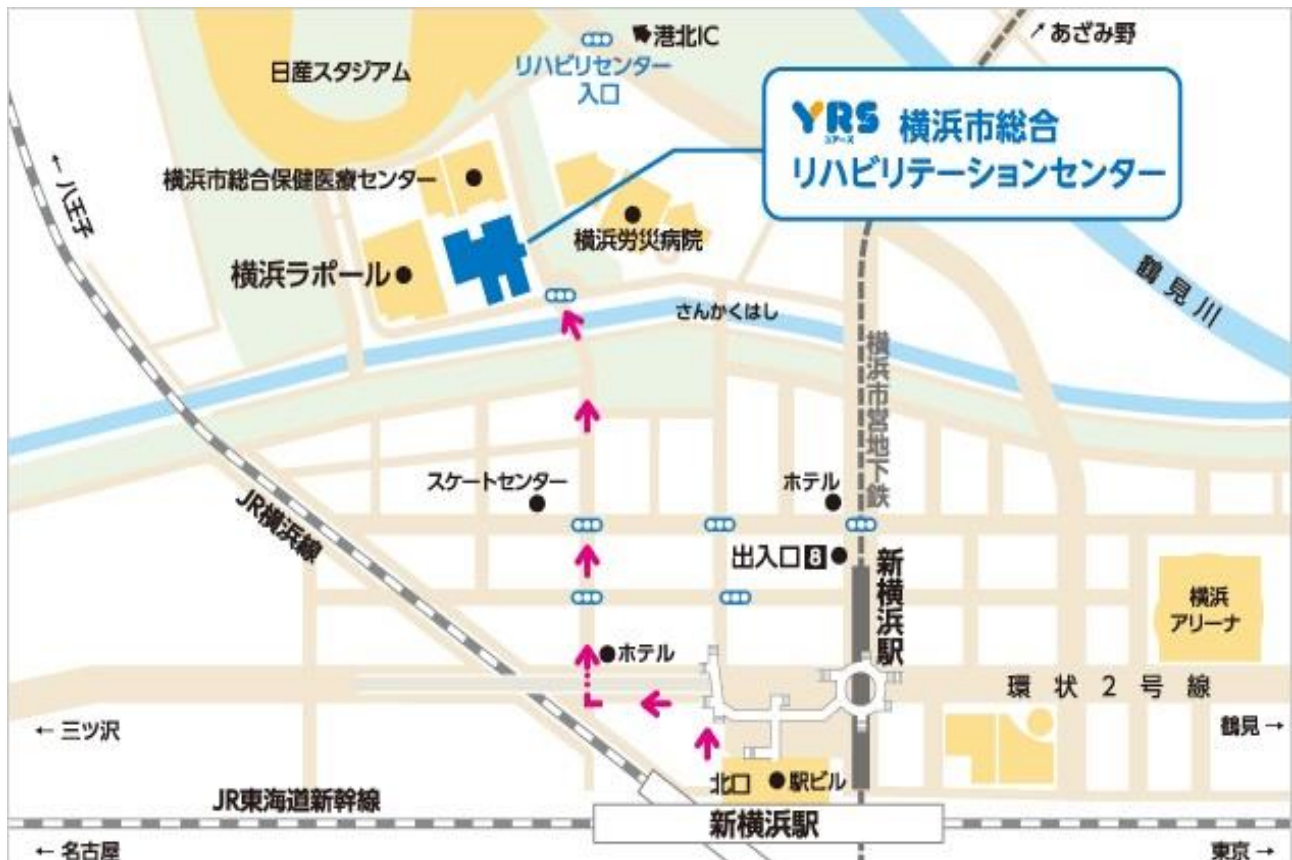 港北IC
リハビリセンター
入口
日産スタジアム
↗あざみ野
YRS
ヨアーズ
横浜市総合
リハビリテーションセンター
←八王子
横浜市総合保健医療センター
横浜労災病院
横浜ラポール
さんかくはし
鶴見川
横浜市営地下鉄
スケートセンター
ホテル
JR横浜線
出入口8
新横浜駅
横浜
アリーナ
ホテル
環状2号線
←三ツ沢
鶴見→
北口
駅ビル
JR東海道新幹線
新横浜駅
←名古屋
東京→